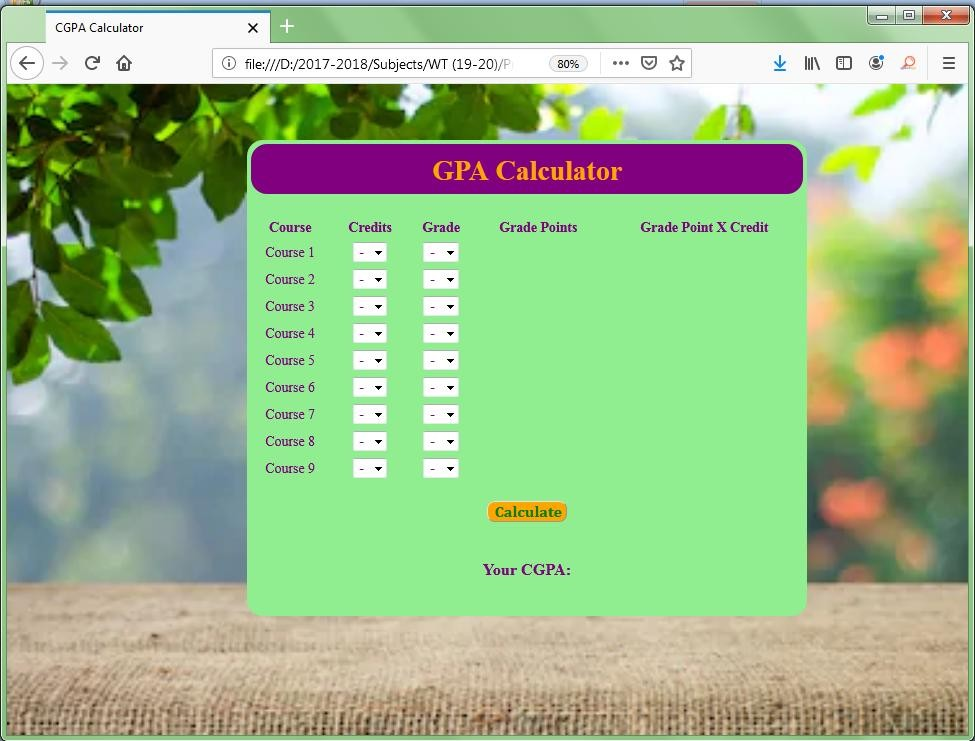 CGPA Calculator
file:///D:/2017-2018/Subjects/WT (19-20)/P 80%
GPA Calculator
Course Credits Grade Grade Points Grade Point X Credit
Course 1 - -
Course 2 - -
Course 3 - -
Course 4 - -
Course 5 - -
Course 6 - -
Course 7 - -
Course 8 - -
Course 9 - -
Calculate
Your CGPA: